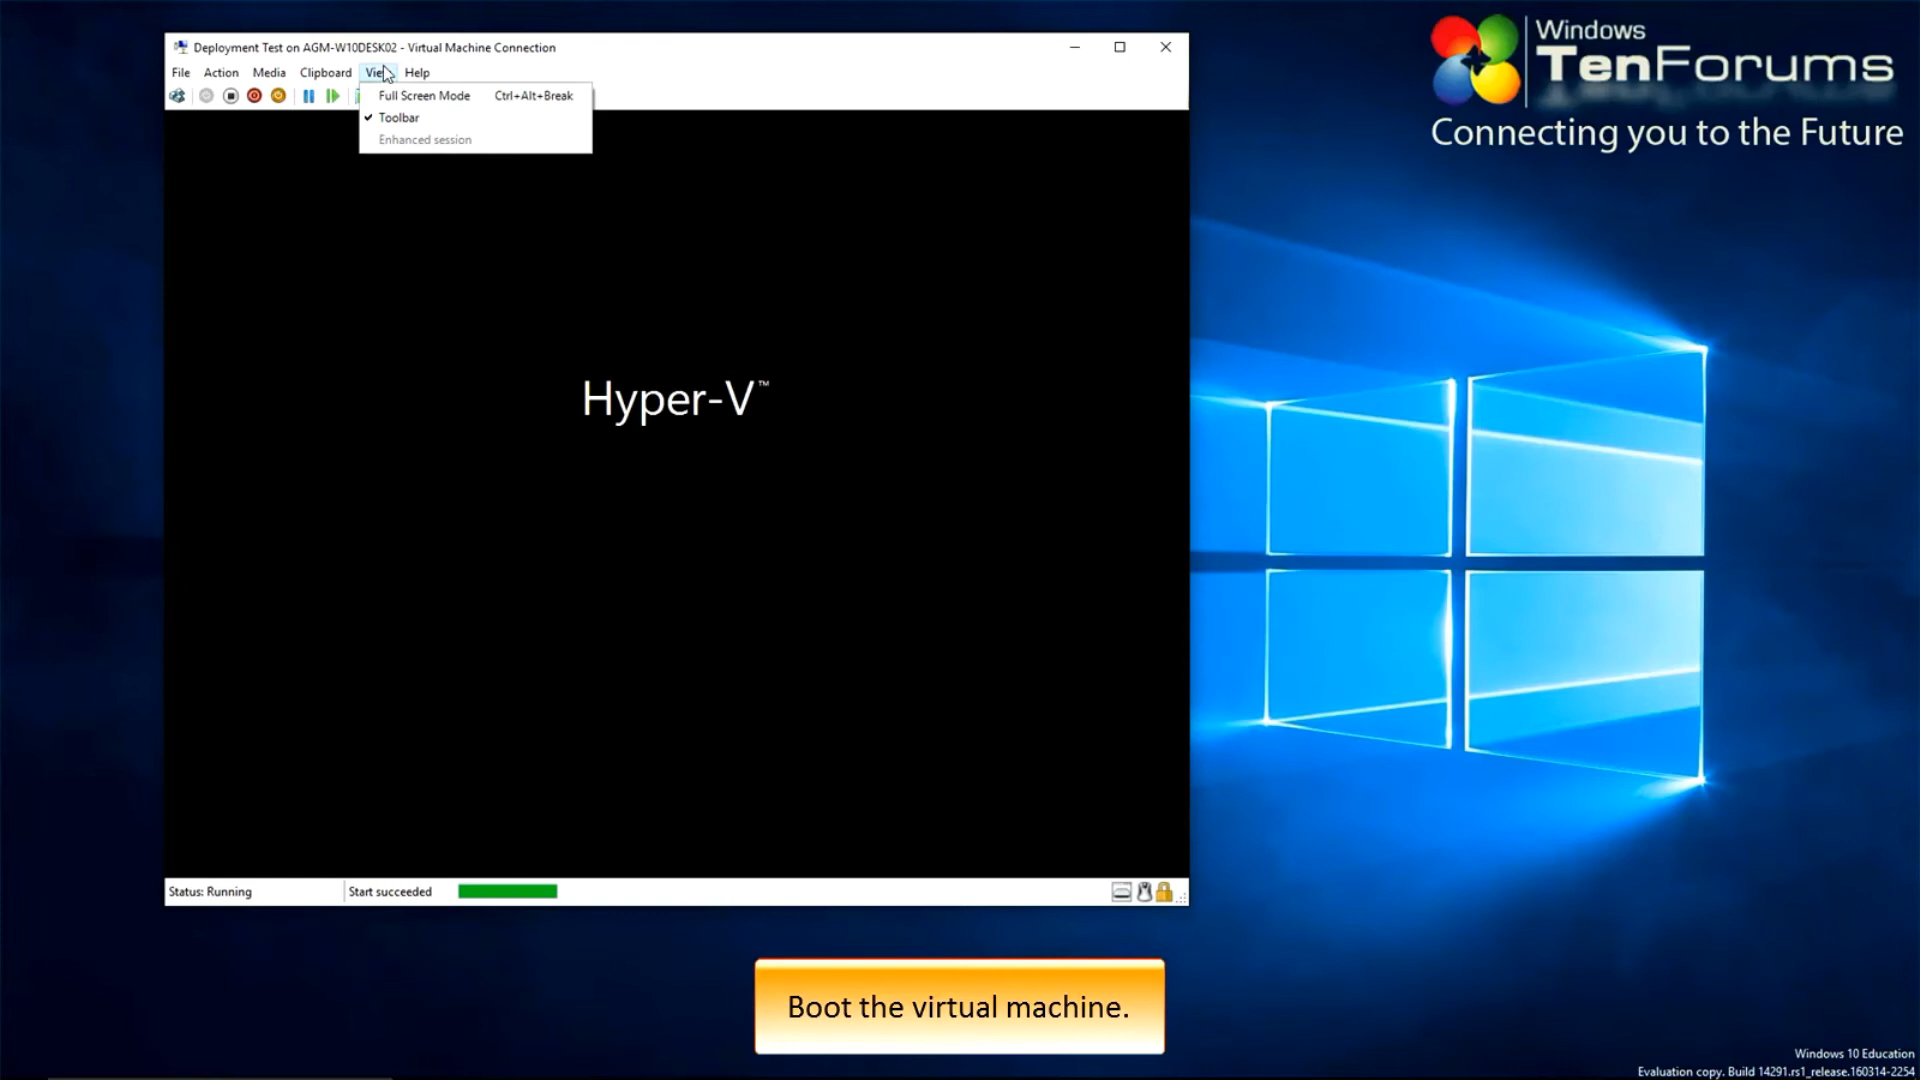 Deployment Test on AGM-W10DESK02 - Virtual Machine Connection
File Action Media Clipboard View Help
Full Screen Mode Ctrl+Alt+Break
Toolbar
Enhanced session
Hyper-V™
Status: Running
Start succeeded
Windows
TenForums
Connecting you to the Future
Boot the virtual machine.
Windows 10 Education
Evaluation copy. Build 14291.rs1_release.160314-2254